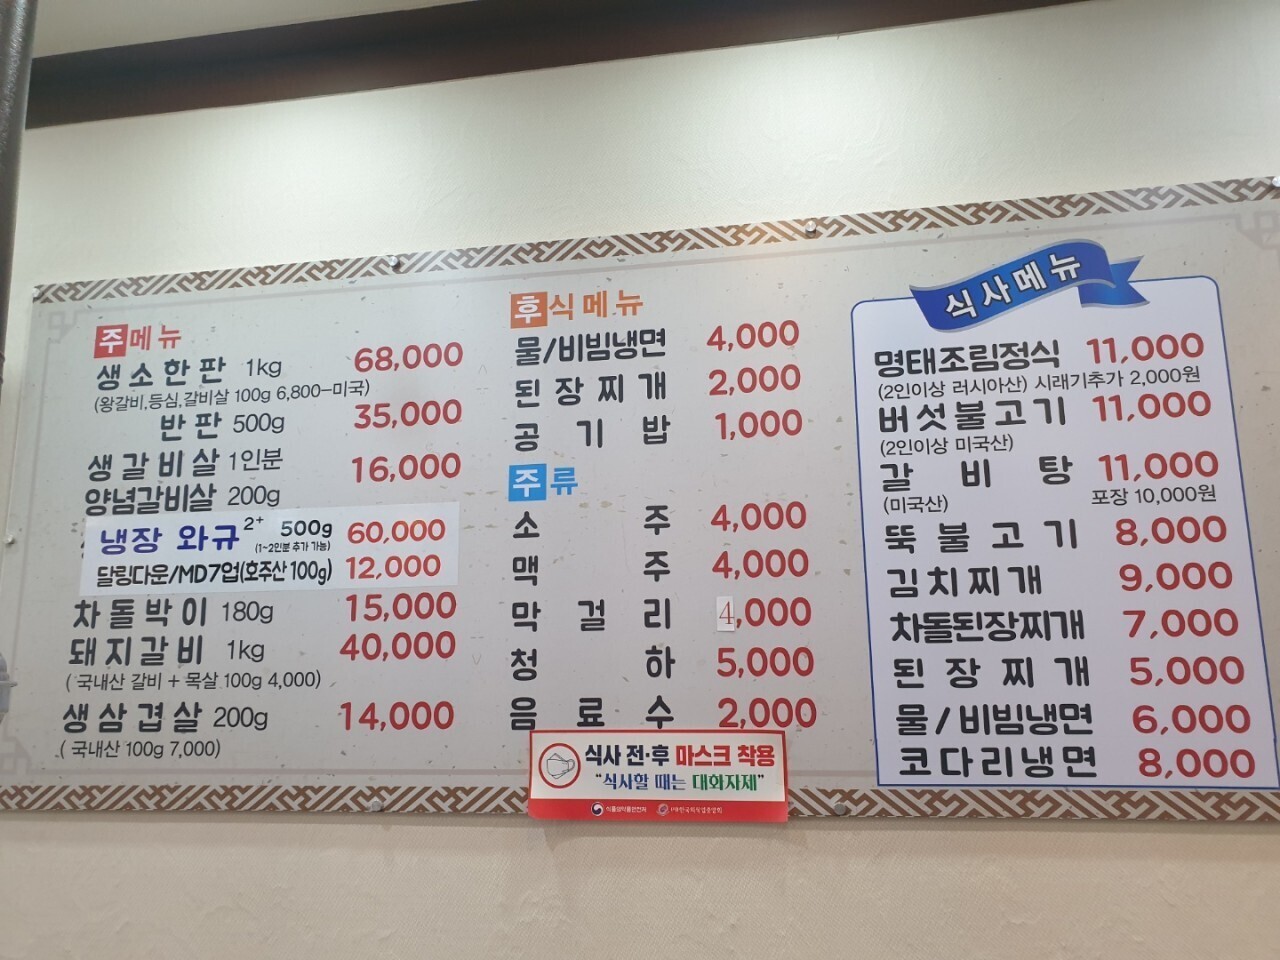 주메뉴
생소한판 1kg 68,000
(왕갈비,등심,갈비살 100g 6,800-미국)
반판 500g 35,000
생갈비살 1인분 16,000
양념갈비살 200g
냉장 와규 2+ 500g 60,000
(1~2인분 추가 가능)
달링다운/MD7업(호주산 100g) 12,000
차돌박이 180g 15,000
돼지갈비 1kg 40,000
( 국내산 갈비 + 목살 100g 4,000)
생삼겹살 200g 14,000
( 국내산 100g 7,000)
후식메뉴
물/비빔냉면 4,000
된장찌개 2,000
공기밥 1,000
주류
소주 4,000
맥주 4,000
막걸리 4,000
청하 5,000
음료수 2,000
식사 전·후 마스크 착용
"식사할 때는 대화자제"
식품의약품안전처
식사메뉴
명태조림정식 11,000
(2인이상 러시아산) 시래기추가 2,000원
버섯불고기 11,000
(2인이상 미국산)
갈비탕 11,000
(미국산) 포장 10,000원
뚝불고기 8,000
김치찌개 9,000
차돌된장찌개 7,000
된장찌개 5,000
물/비빔냉면 6,000
코다리냉면 8,000